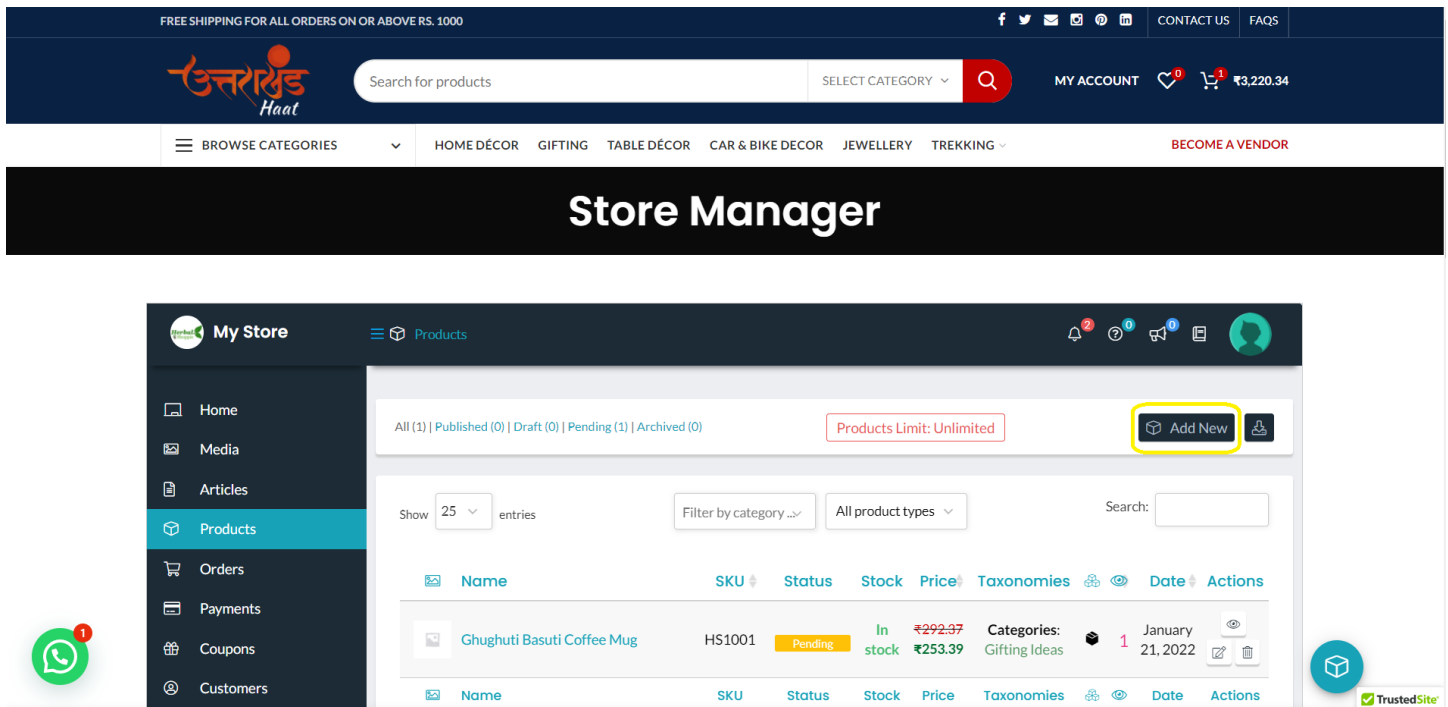 FREE SHIPPING FOR ALL ORDERS ON OR ABOVE RS. 1000
CONTACT US
FAQS
उत्तराखंड
Haat
Search for products
SELECT CATEGORY
MY ACCOUNT
0
1
₹3,220.34
BROWSE CATEGORIES
HOME DÉCOR GIFTING TABLE DÉCOR CAR & BIKE DECOR JEWELLERY TREKKING
BECOME A VENDOR
Store Manager
My Store
Products
2
0
0
Home
Media
Articles
Products
Orders
Payments
Coupons
Customers
All (1) | Published (0) | Draft (0) | Pending (1) | Archived (0)
Products Limit: Unlimited
Add New
Show 25 entries
Filter by category ...
All product types
Search:
Name SKU Status Stock Price Taxonomies Date Actions
Ghughuti Basuti Coffee Mug HS1001 Pending In stock ₹292.37 ₹253.39 Categories: Gifting Ideas 1 January 21, 2022
Name SKU Status Stock Price Taxonomies Date Actions
1
TrustedSite